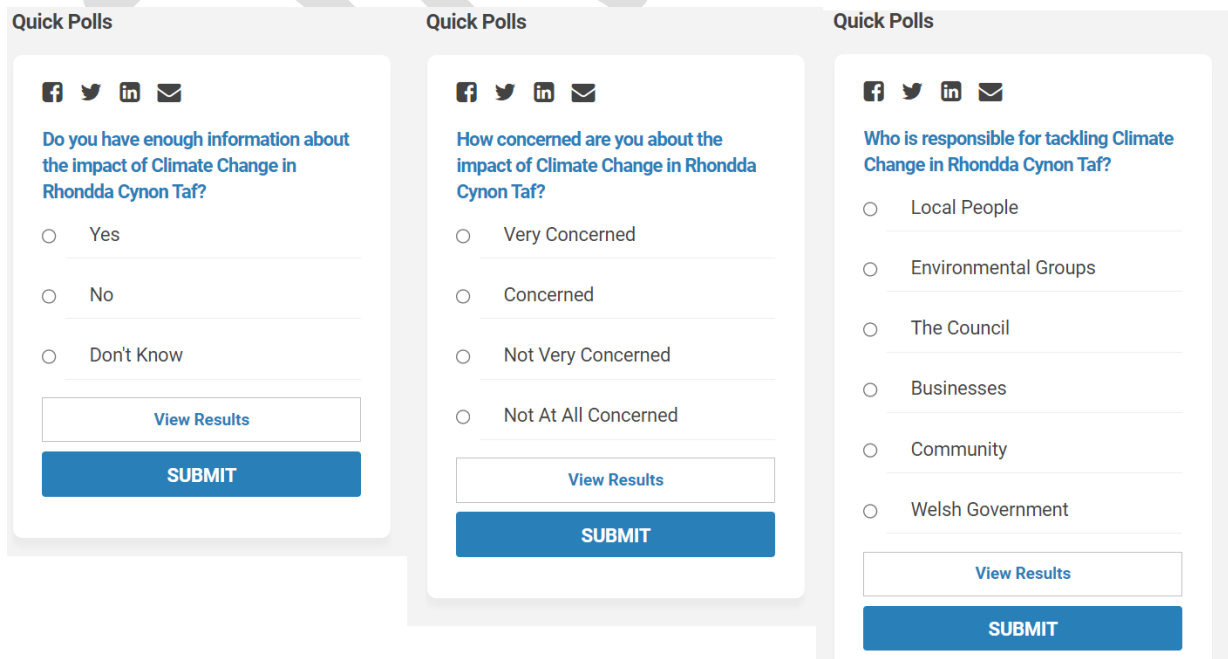 Quick Polls
Do you have enough information about
the impact of Climate Change in
Rhondda Cynon Taf?
Yes
No
Don't Know
View Results
SUBMIT
Quick Polls
How concerned are you about the
impact of Climate Change in Rhondda
Cynon Taf?
Very Concerned
Concerned
Not Very Concerned
Not At All Concerned
View Results
SUBMIT
Quick Polls
Who is responsible for tackling Climate
Change in Rhondda Cynon Taf?
Local People
Environmental Groups
The Council
Businesses
Community
Welsh Government
View Results
SUBMIT